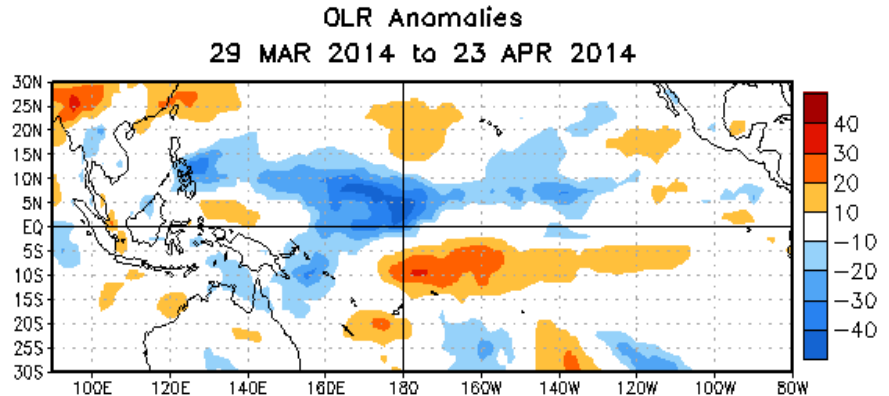 OLR Anomalies
29 MAR 2014 to 23 APR 2014
30N
25N
20N
15N
10N
5N
EQ
5S
10S
15S
20S
25S
30S
100E 120E 140E 160E 180 160W 140W 120W 100W 80W
40
30
20
10
-10
-20
-30
-40